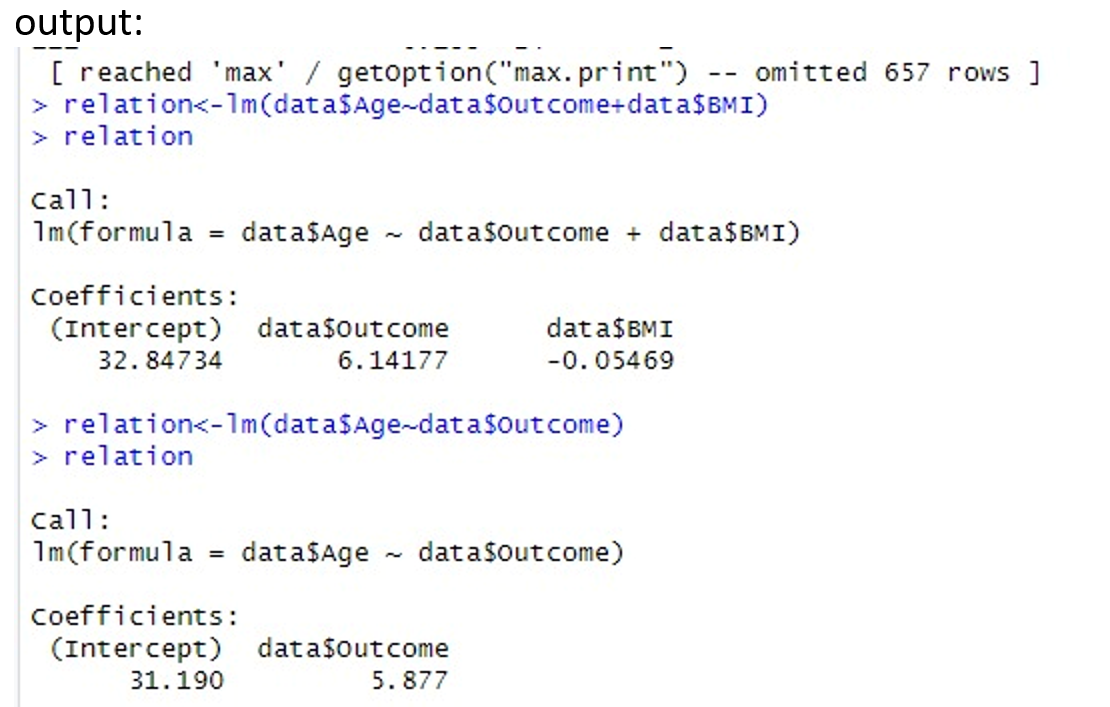 output:
[ reached 'max' / getOption("max.print") -- omitted 657 rows ]
> relation<-lm(data$Age~data$Outcome+data$BMI)
> relation
Call:
lm(formula = data$Age ~ data$Outcome + data$BMI)
Coefficients:
(Intercept)  data$Outcome      data$BMI
32.84734       6.14177      -0.05469
> relation<-lm(data$Age~data$Outcome)
> relation
Call:
lm(formula = data$Age ~ data$Outcome)
Coefficients:
(Intercept)  data$Outcome
31.190         5.877